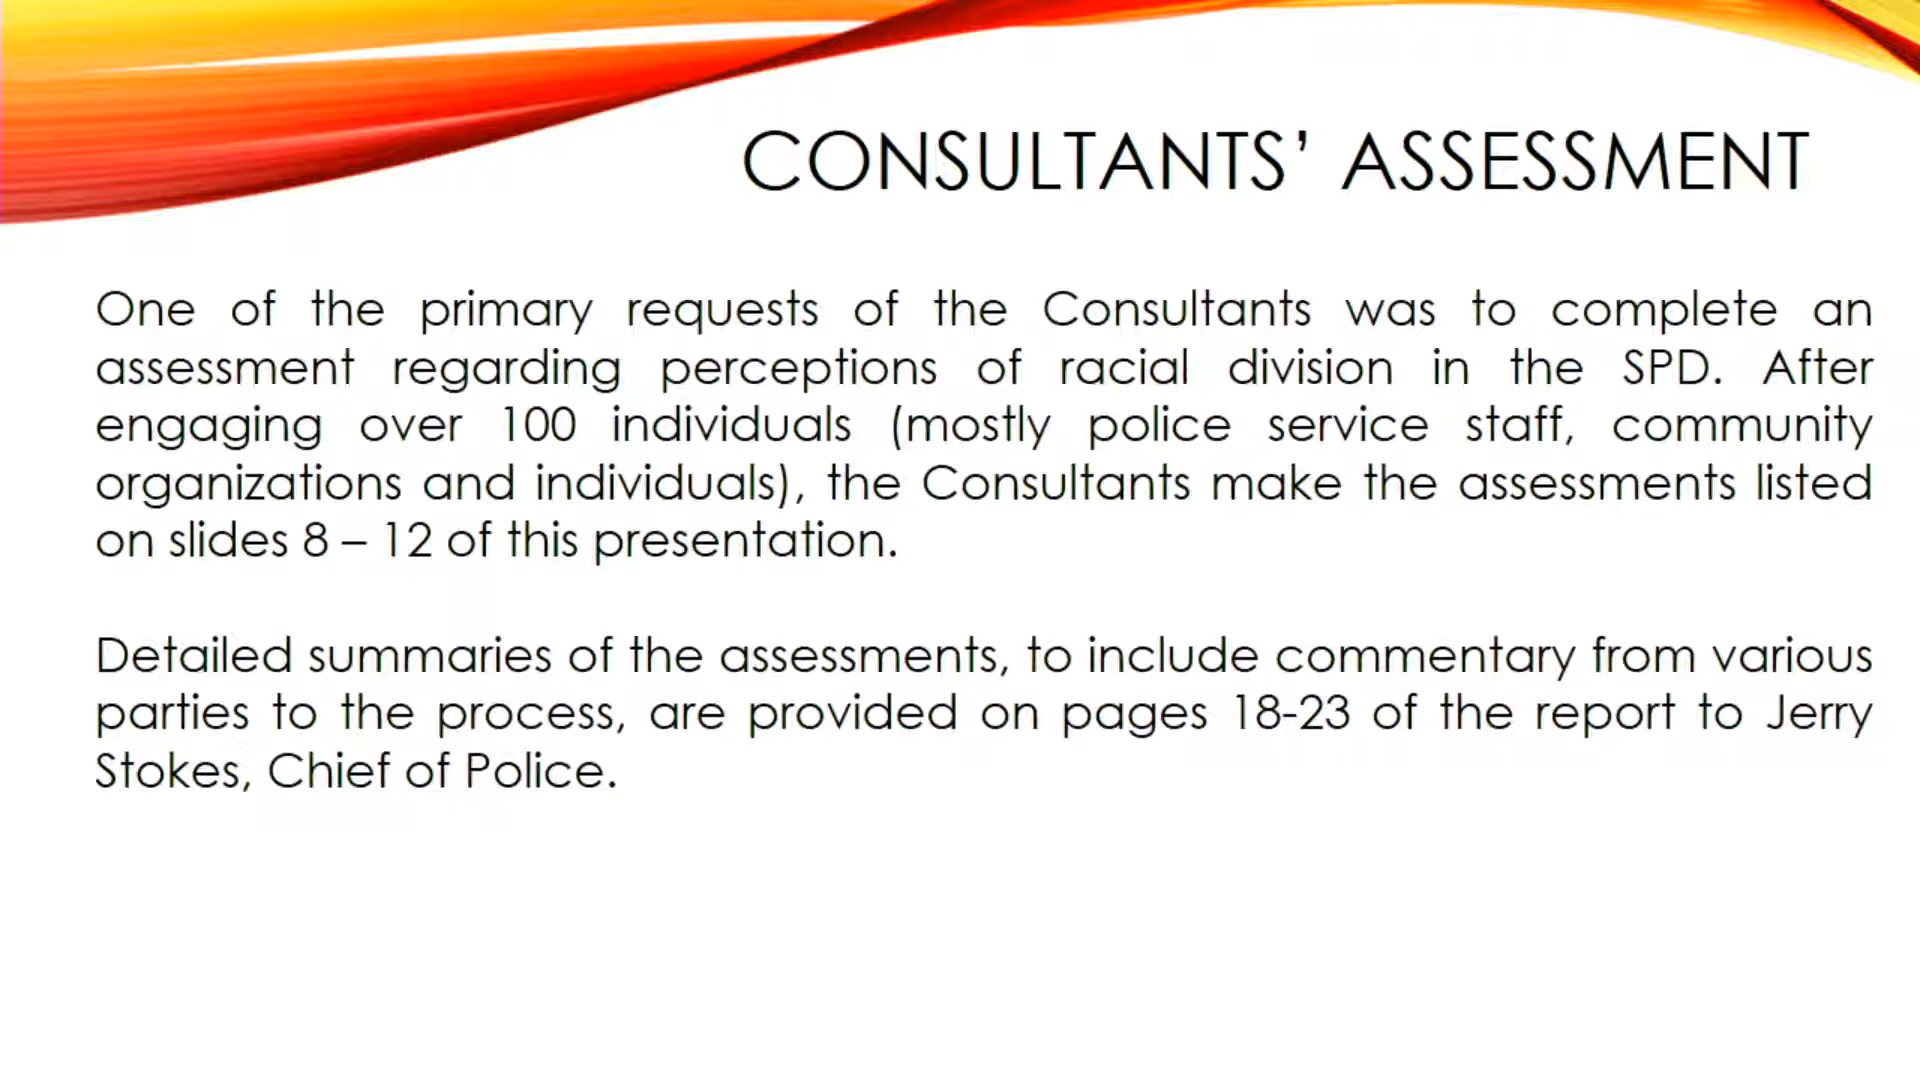 CONSULTANTS’ ASSESSMENT
One of the primary requests of the Consultants was to complete an
assessment regarding perceptions of racial division in the SPD. After
engaging over 100 individuals (mostly police service staff, community
organizations and individuals), the Consultants make the assessments listed
on slides 8 – 12 of this presentation.
Detailed summaries of the assessments, to include commentary from various
parties to the process, are provided on pages 18-23 of the report to Jerry
Stokes, Chief of Police.